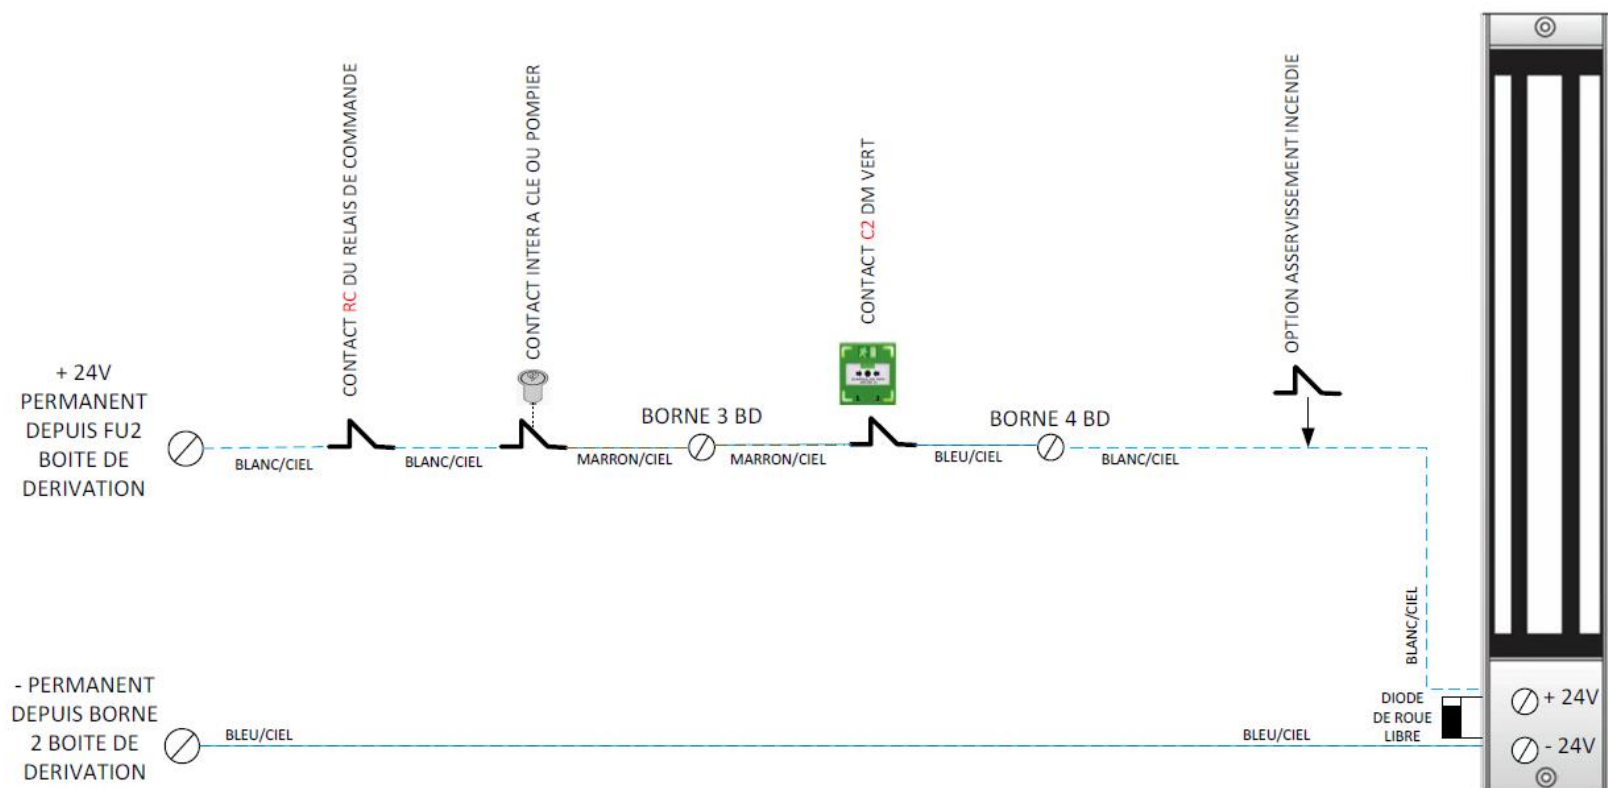 CONTACT RC DU RELAIS DE COMMANDE
CONTACT INTER A CLE OU POMPIER
CONTACT C2 DM VERT
OPTION ASSERVISSEMENT INCENDIE
+ 24V
PERMANENT
DEPUIS FU2
BOITE DE
DERIVATION
BLANC/CIEL
BLANC/CIEL
MARRON/CIEL
BORNE 3 BD
MARRON/CIEL
BLEU/CIEL
BORNE 4 BD
BLANC/CIEL
BLANC/CIEL
- PERMANENT
DEPUIS BORNE
2 BOITE DE
DERIVATION
BLEU/CIEL
BLEU/CIEL
DIODE
DE ROUE
LIBRE
+ 24V
- 24V